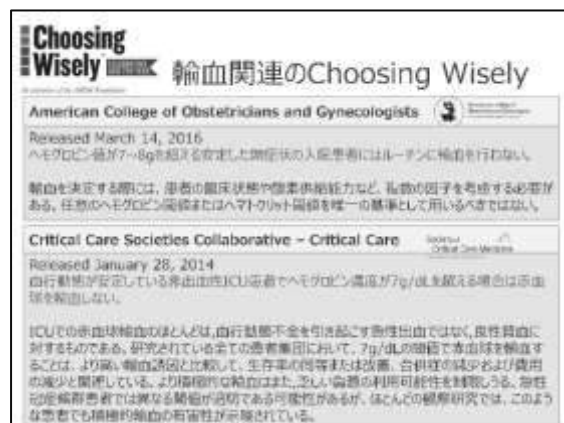 Choosing
Wisely
輸血関連のChoosing Wisely
American College of Obstetricians and Gynecologists
Released March 14, 2016
ヘモグロビン値が7~8gを超える安定した無症状の入院患者にはルーチンに輸血を行わない。
輸血を決定する際には、患者の臨床状態や酸素供給能力など、複数の因子を考慮する必要が
ある。任意のヘモグロビン閾値またはヘマトクリット閾値を唯一の基準として用いるべきではない。
Critical Care Societies Collaborative – Critical Care
Released January 28, 2014
血行動態が安定している非出血性ICU患者でヘモグロビン濃度が7g/dLを超える場合は赤血
球を輸血しない。
ICUでの赤血球輸血のほとんどは、血行動態不全を引き起こす急性出血ではなく、良性貧血に
対するものである。研究されている全ての患者集団において、7g/dLの閾値で赤血球を輸血す
ることは、より高い輸血誘因と比較して、生存率の同等または改善、合併症の減少および費用
の減少と関連している。より積極的な輸血はまた、乏しい資源の利用可能性を制限しうる。急性
冠症候群患者では異なる閾値が適切である可能性があるが、ほとんどの観察研究では、このよう
な患者でも積極的輸血の有害性が示唆されている。